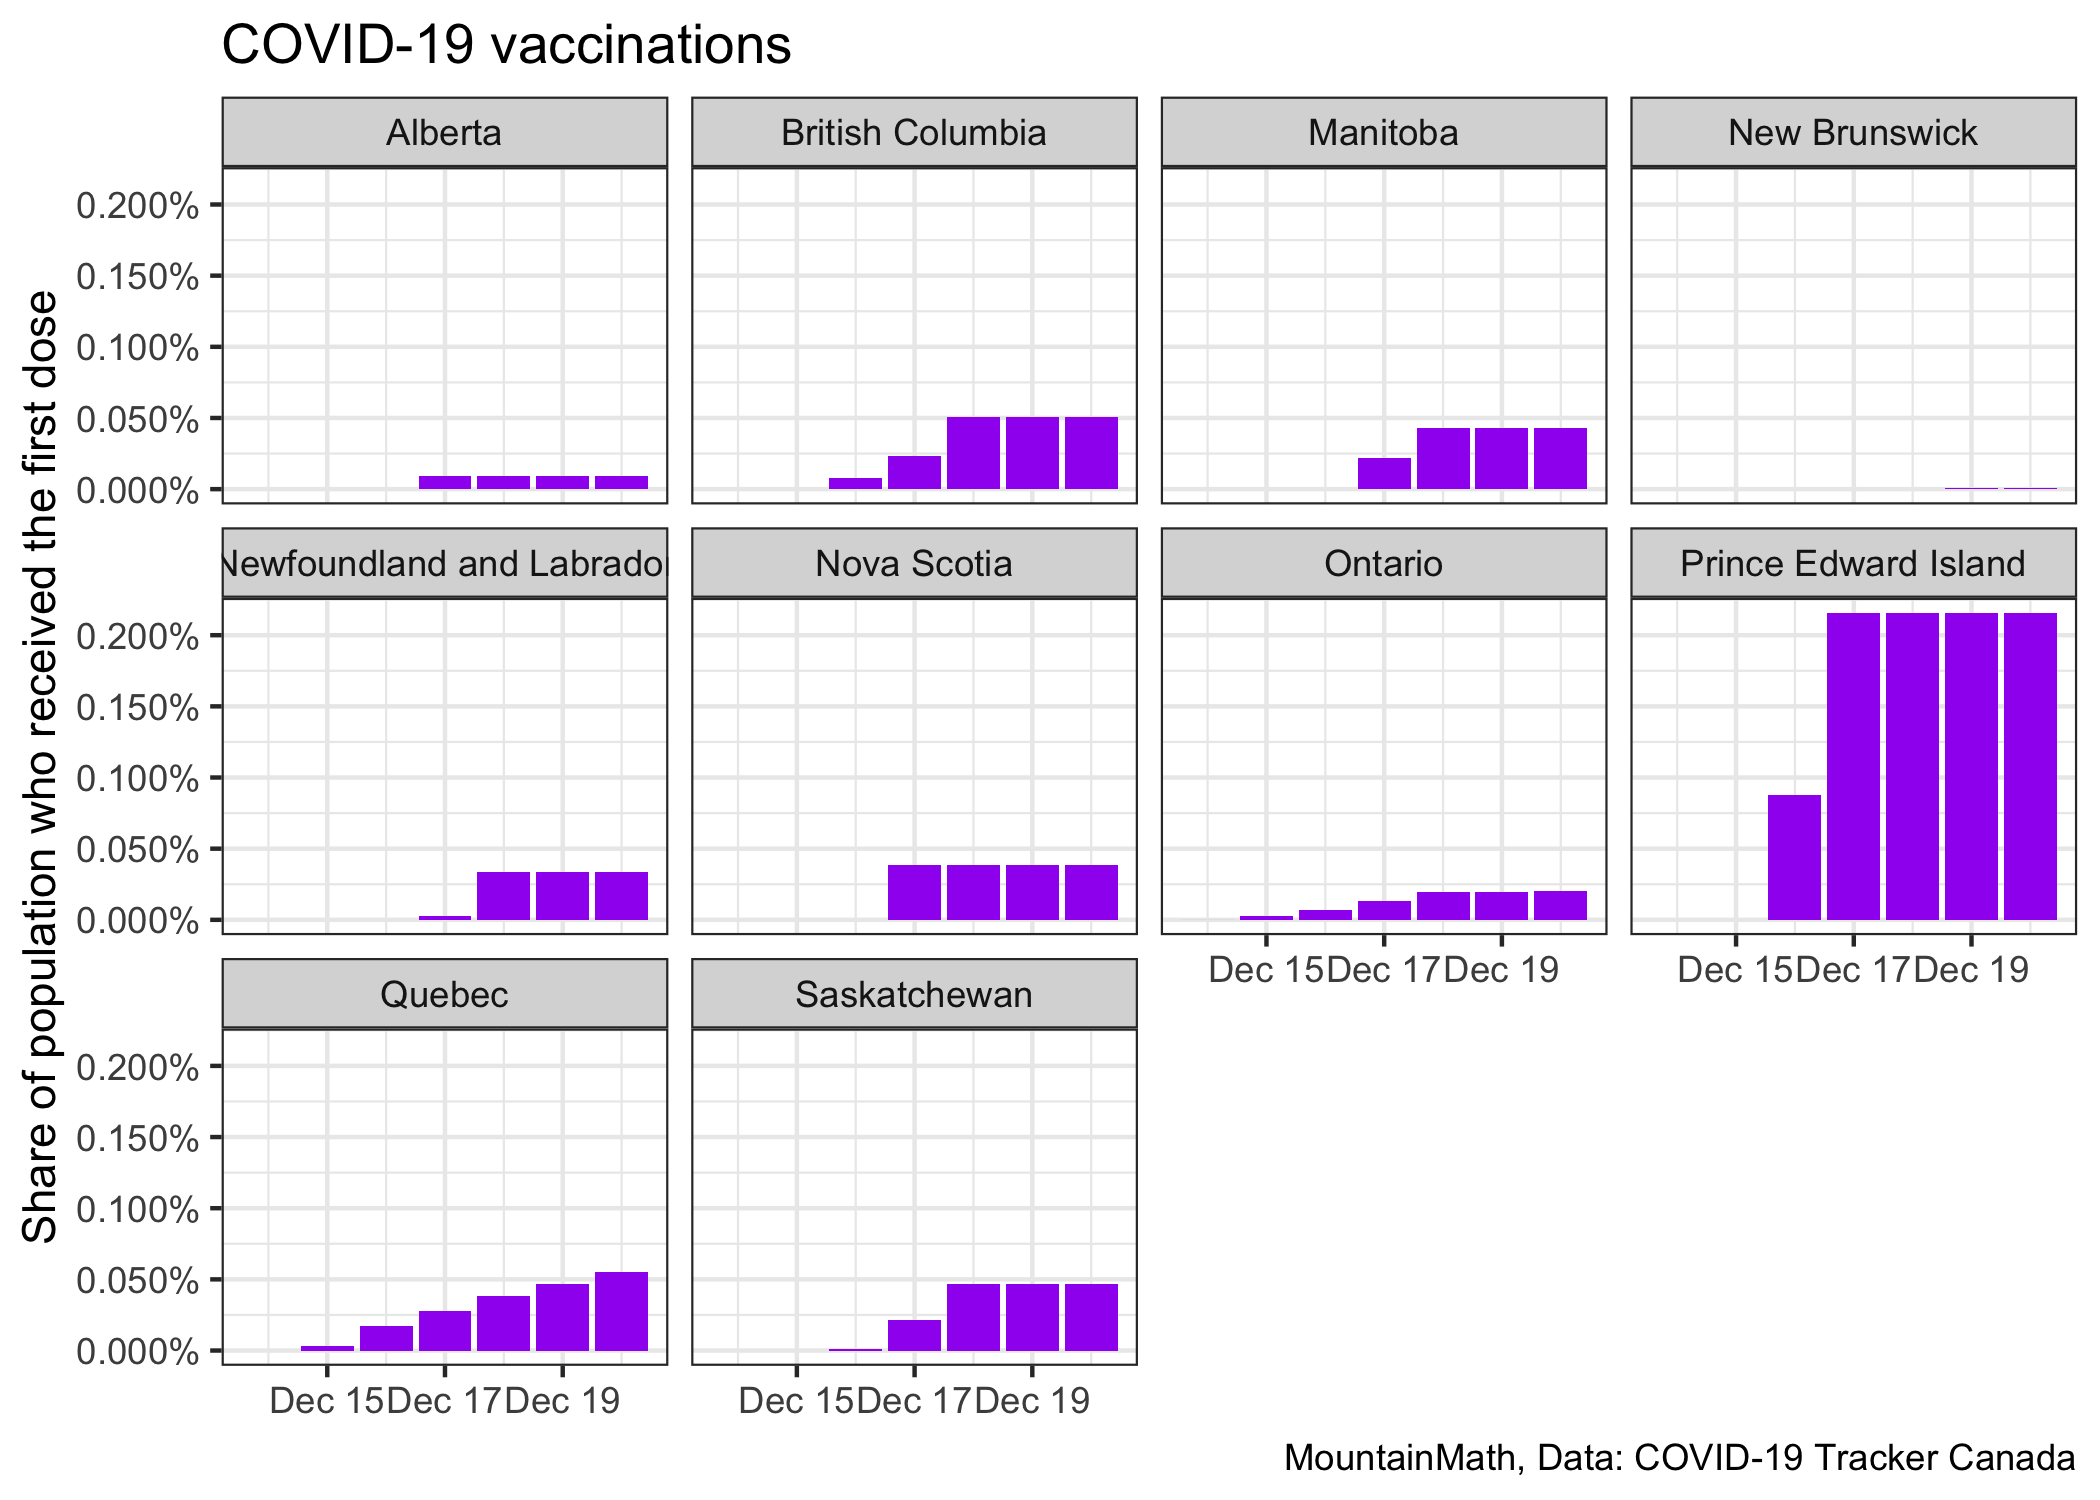 COVID-19 vaccinations
Share of population who received the first dose
Alberta
British Columbia
Manitoba
New Brunswick
0.200%
0.150%
0.100%
0.050%
0.000%
Newfoundland and Labrador
Nova Scotia
Ontario
Prince Edward Island
0.200%
0.150%
0.100%
0.050%
0.000%
Dec 15 Dec 17 Dec 19
Dec 15 Dec 17 Dec 19
Quebec
Saskatchewan
0.200%
0.150%
0.100%
0.050%
0.000%
Dec 15 Dec 17 Dec 19
Dec 15 Dec 17 Dec 19
MountainMath, Data: COVID-19 Tracker Canada